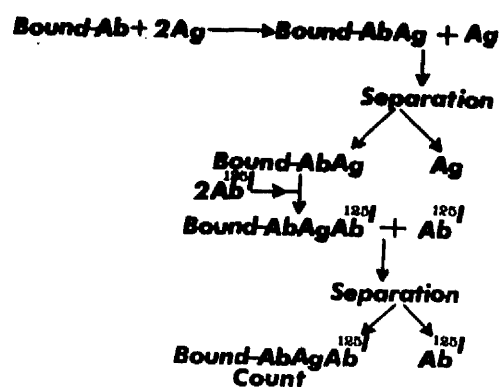 Bound-Ab + 2Ag → Bound-AbAg + Ag
Separation
Bound-AbAg Ag
2Ab¹²⁵I
Bound-AbAgAb¹²⁵I + Ab¹²⁵I
Separation
Bound-AbAgAb¹²⁵I Ab¹²⁵I
Count